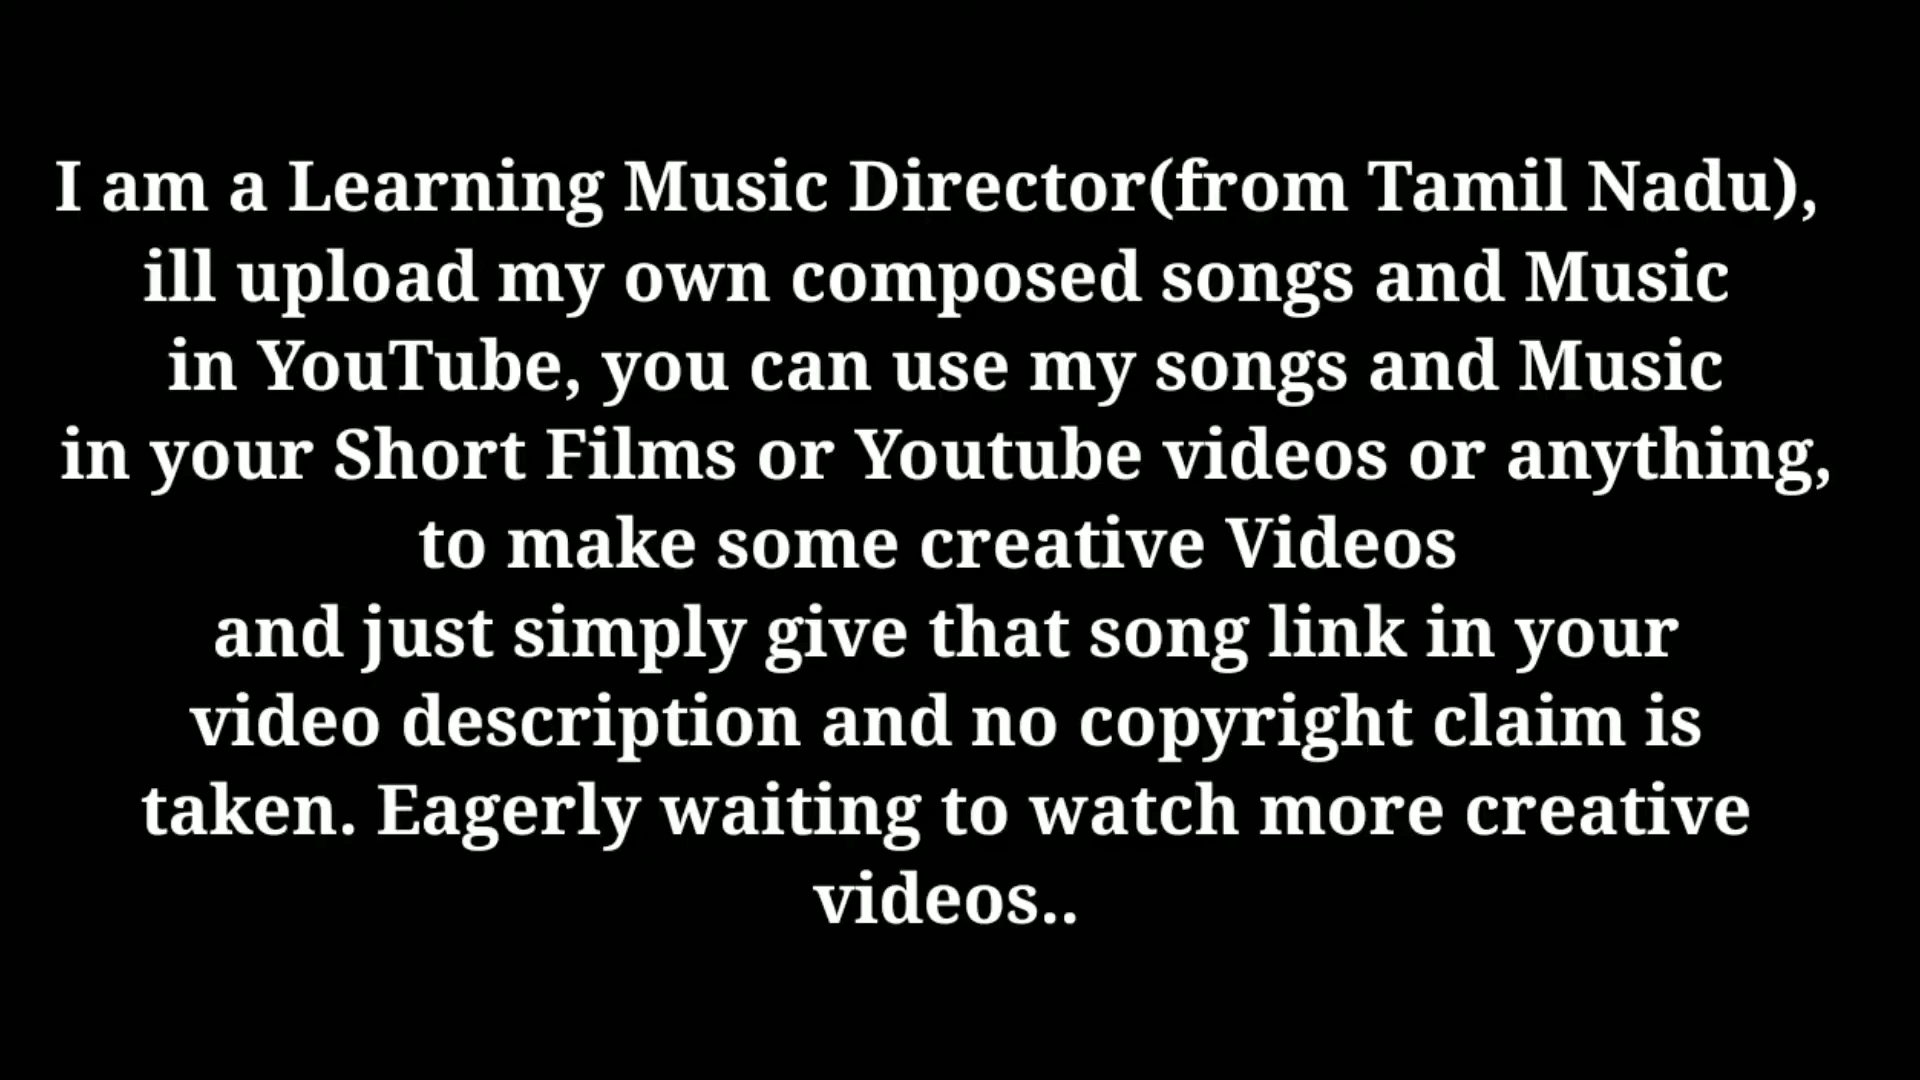 I am a Learning Music Director(from Tamil Nadu),
ill upload my own composed songs and Music
in YouTube, you can use my songs and Music
in your Short Films or Youtube videos or anything,
to make some creative Videos
and just simply give that song link in your
video description and no copyright claim is
taken. Eagerly waiting to watch more creative
videos..